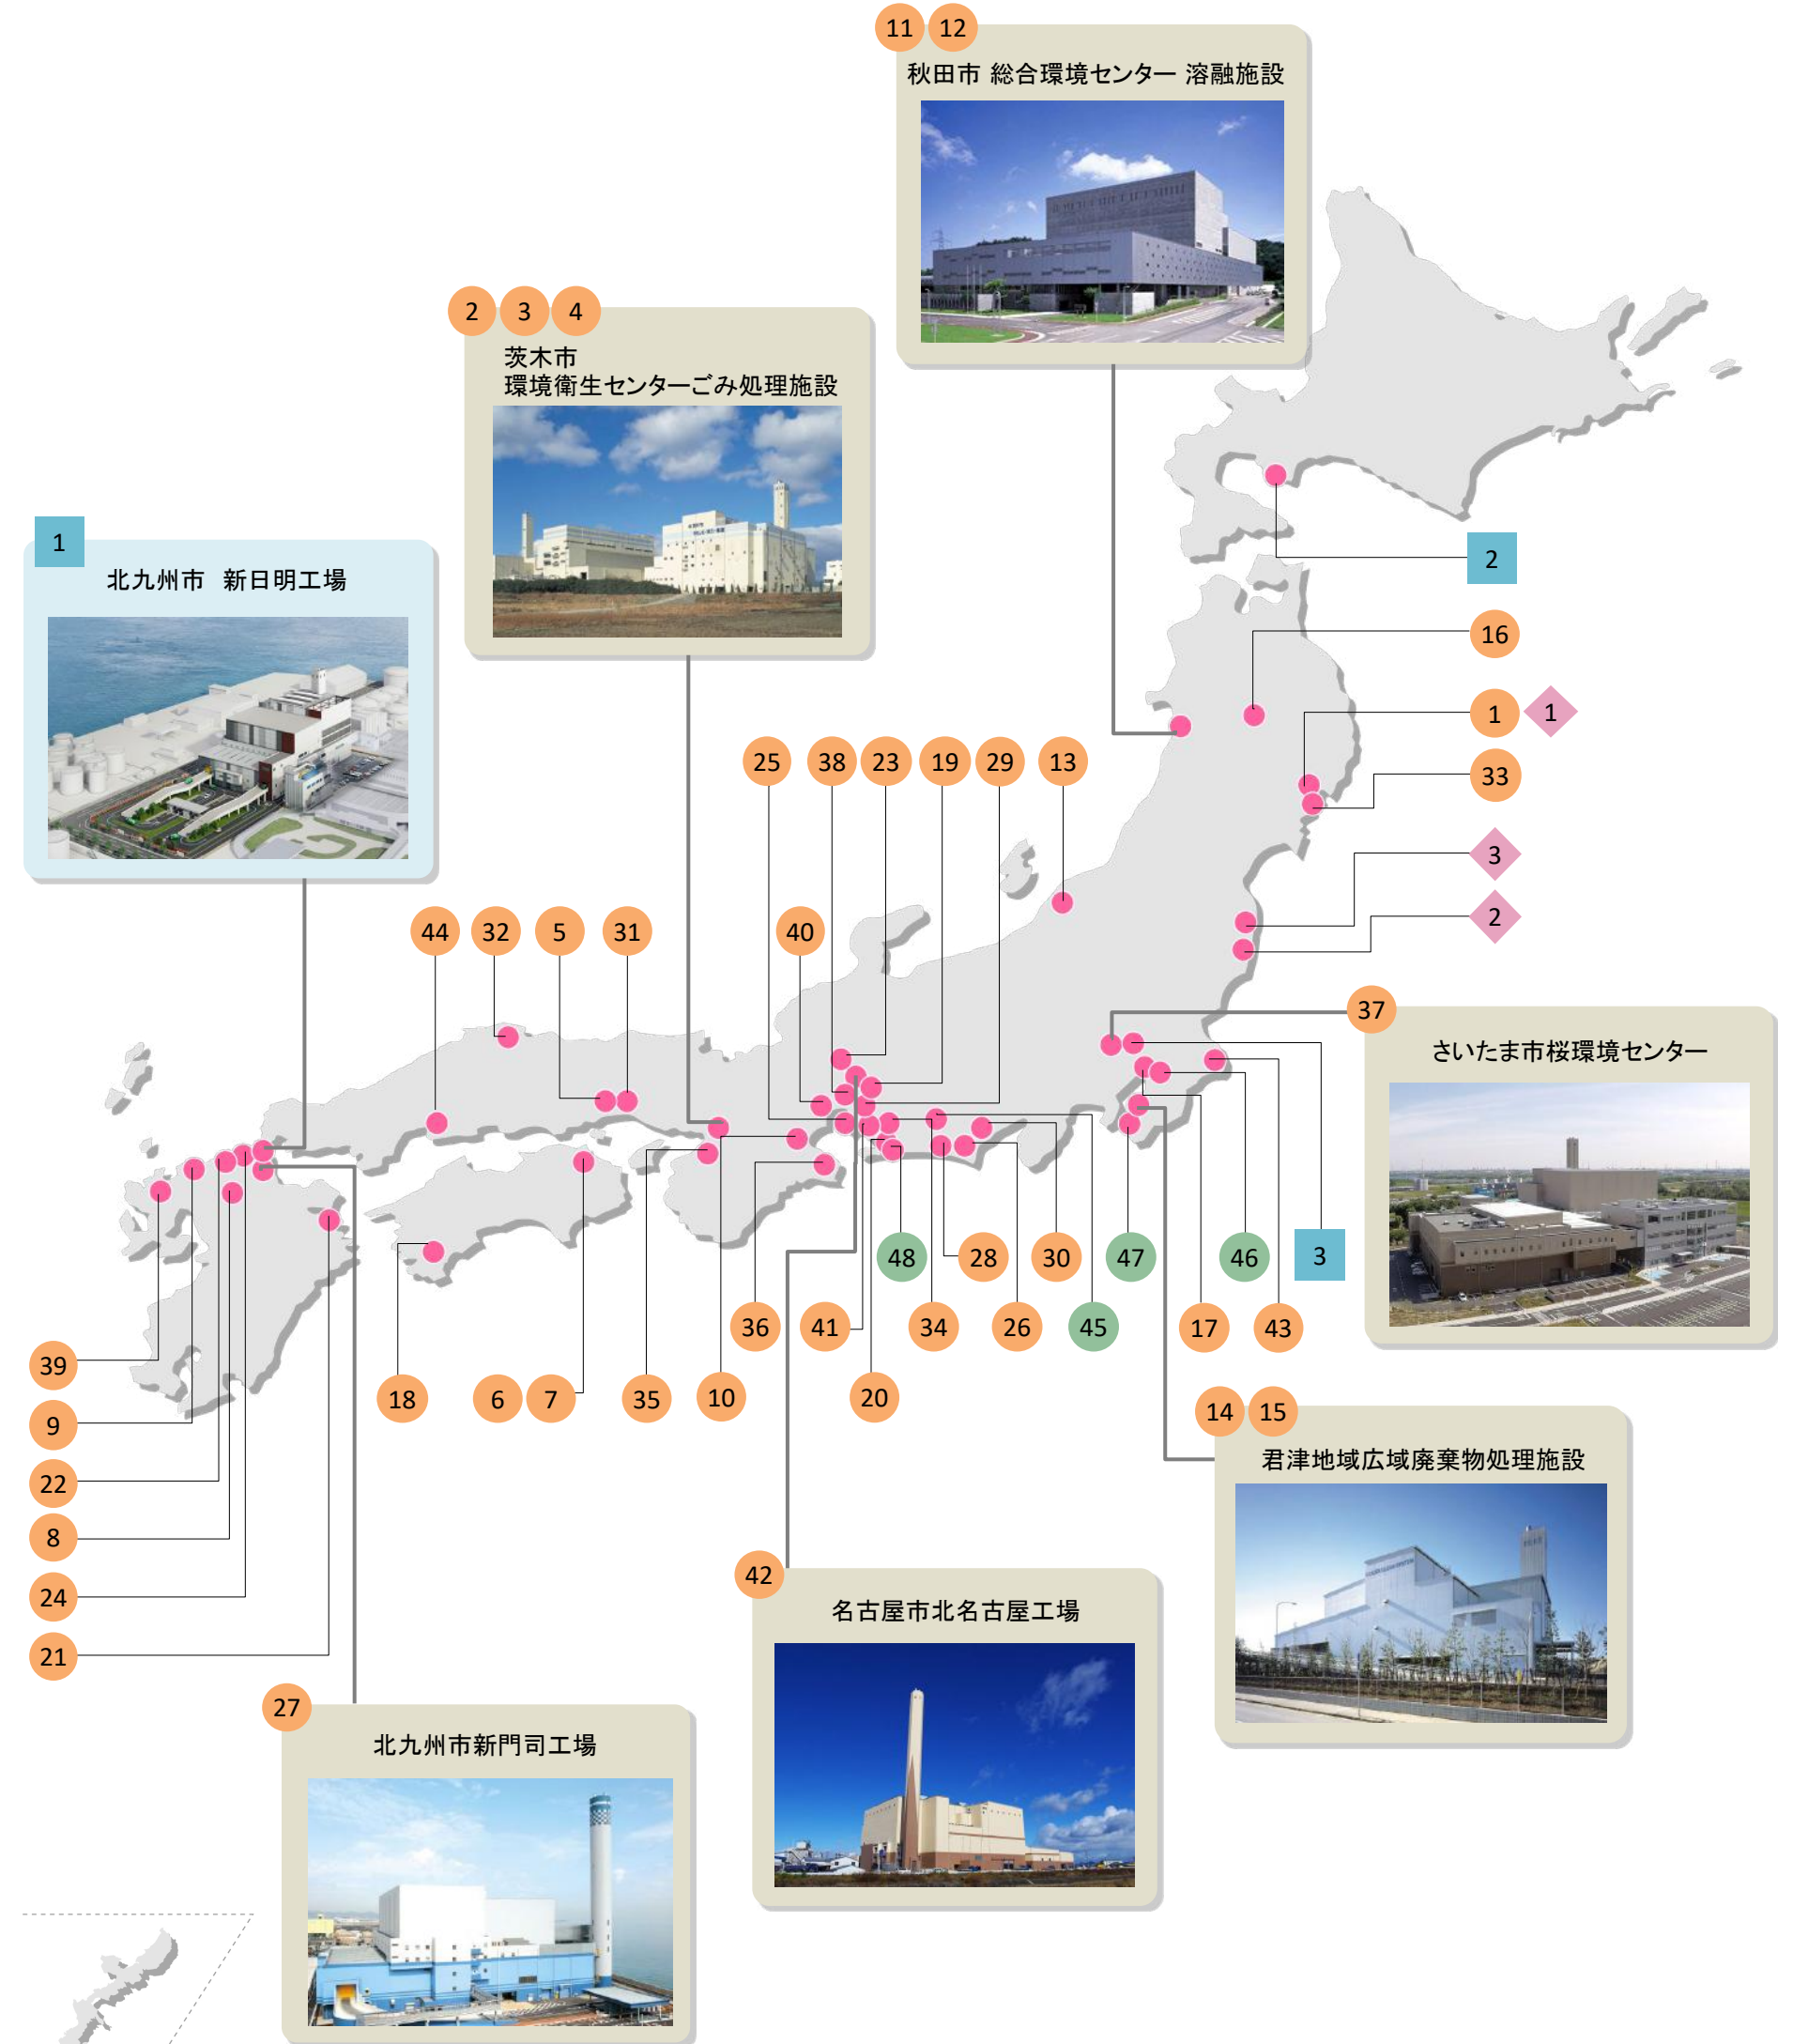 11 12
秋田市 総合環境センター 溶融施設
2 3 4
茨木市
環境衛生センターごみ処理施設
1
北九州市 新日明工場
2
16
1 1
33
3
2
25 38 23 19 29 13
44 32 5 31 40
37
さいたま市桜環境センター
48 28 30 47 46 3
36 41 34 26 45 17 43
39
18 6 7 35 10 20
9
22
8
24
21
14 15
君津地域広域廃棄物処理施設
42
名古屋市北名古屋工場
27
北九州市新門司工場